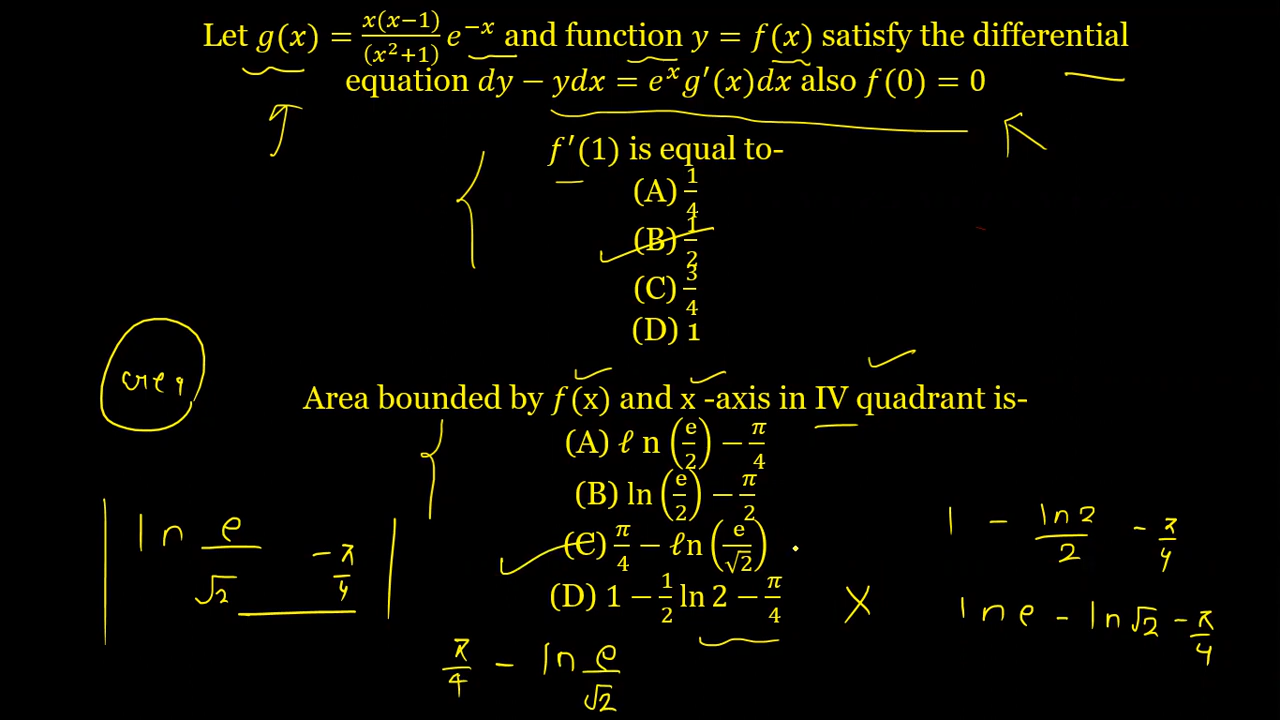 Let g(x) = x(x−1)/(x²+1) e⁻ˣ and function y = f(x) satisfy the differential
equation dy − ydx = eˣg′(x)dx also f(0) = 0
f′(1) is equal to-
(A) 1/4
(B) 1/2
(C) 3/4
(D) 1
area
Area bounded by f(x) and x -axis in IV quadrant is-
(A) ℓ n (e/2) − π/4
(B) ln (e/2) − π/2
(C) π/4 − ℓn (e/√2) .
(D) 1 − 1/2 ln 2 − π/4
| ln e/√2 − π/4 |
1 − ln2/2 − π/4
X
ln e − ln √2 − π/4
π/4 − ln e/√2